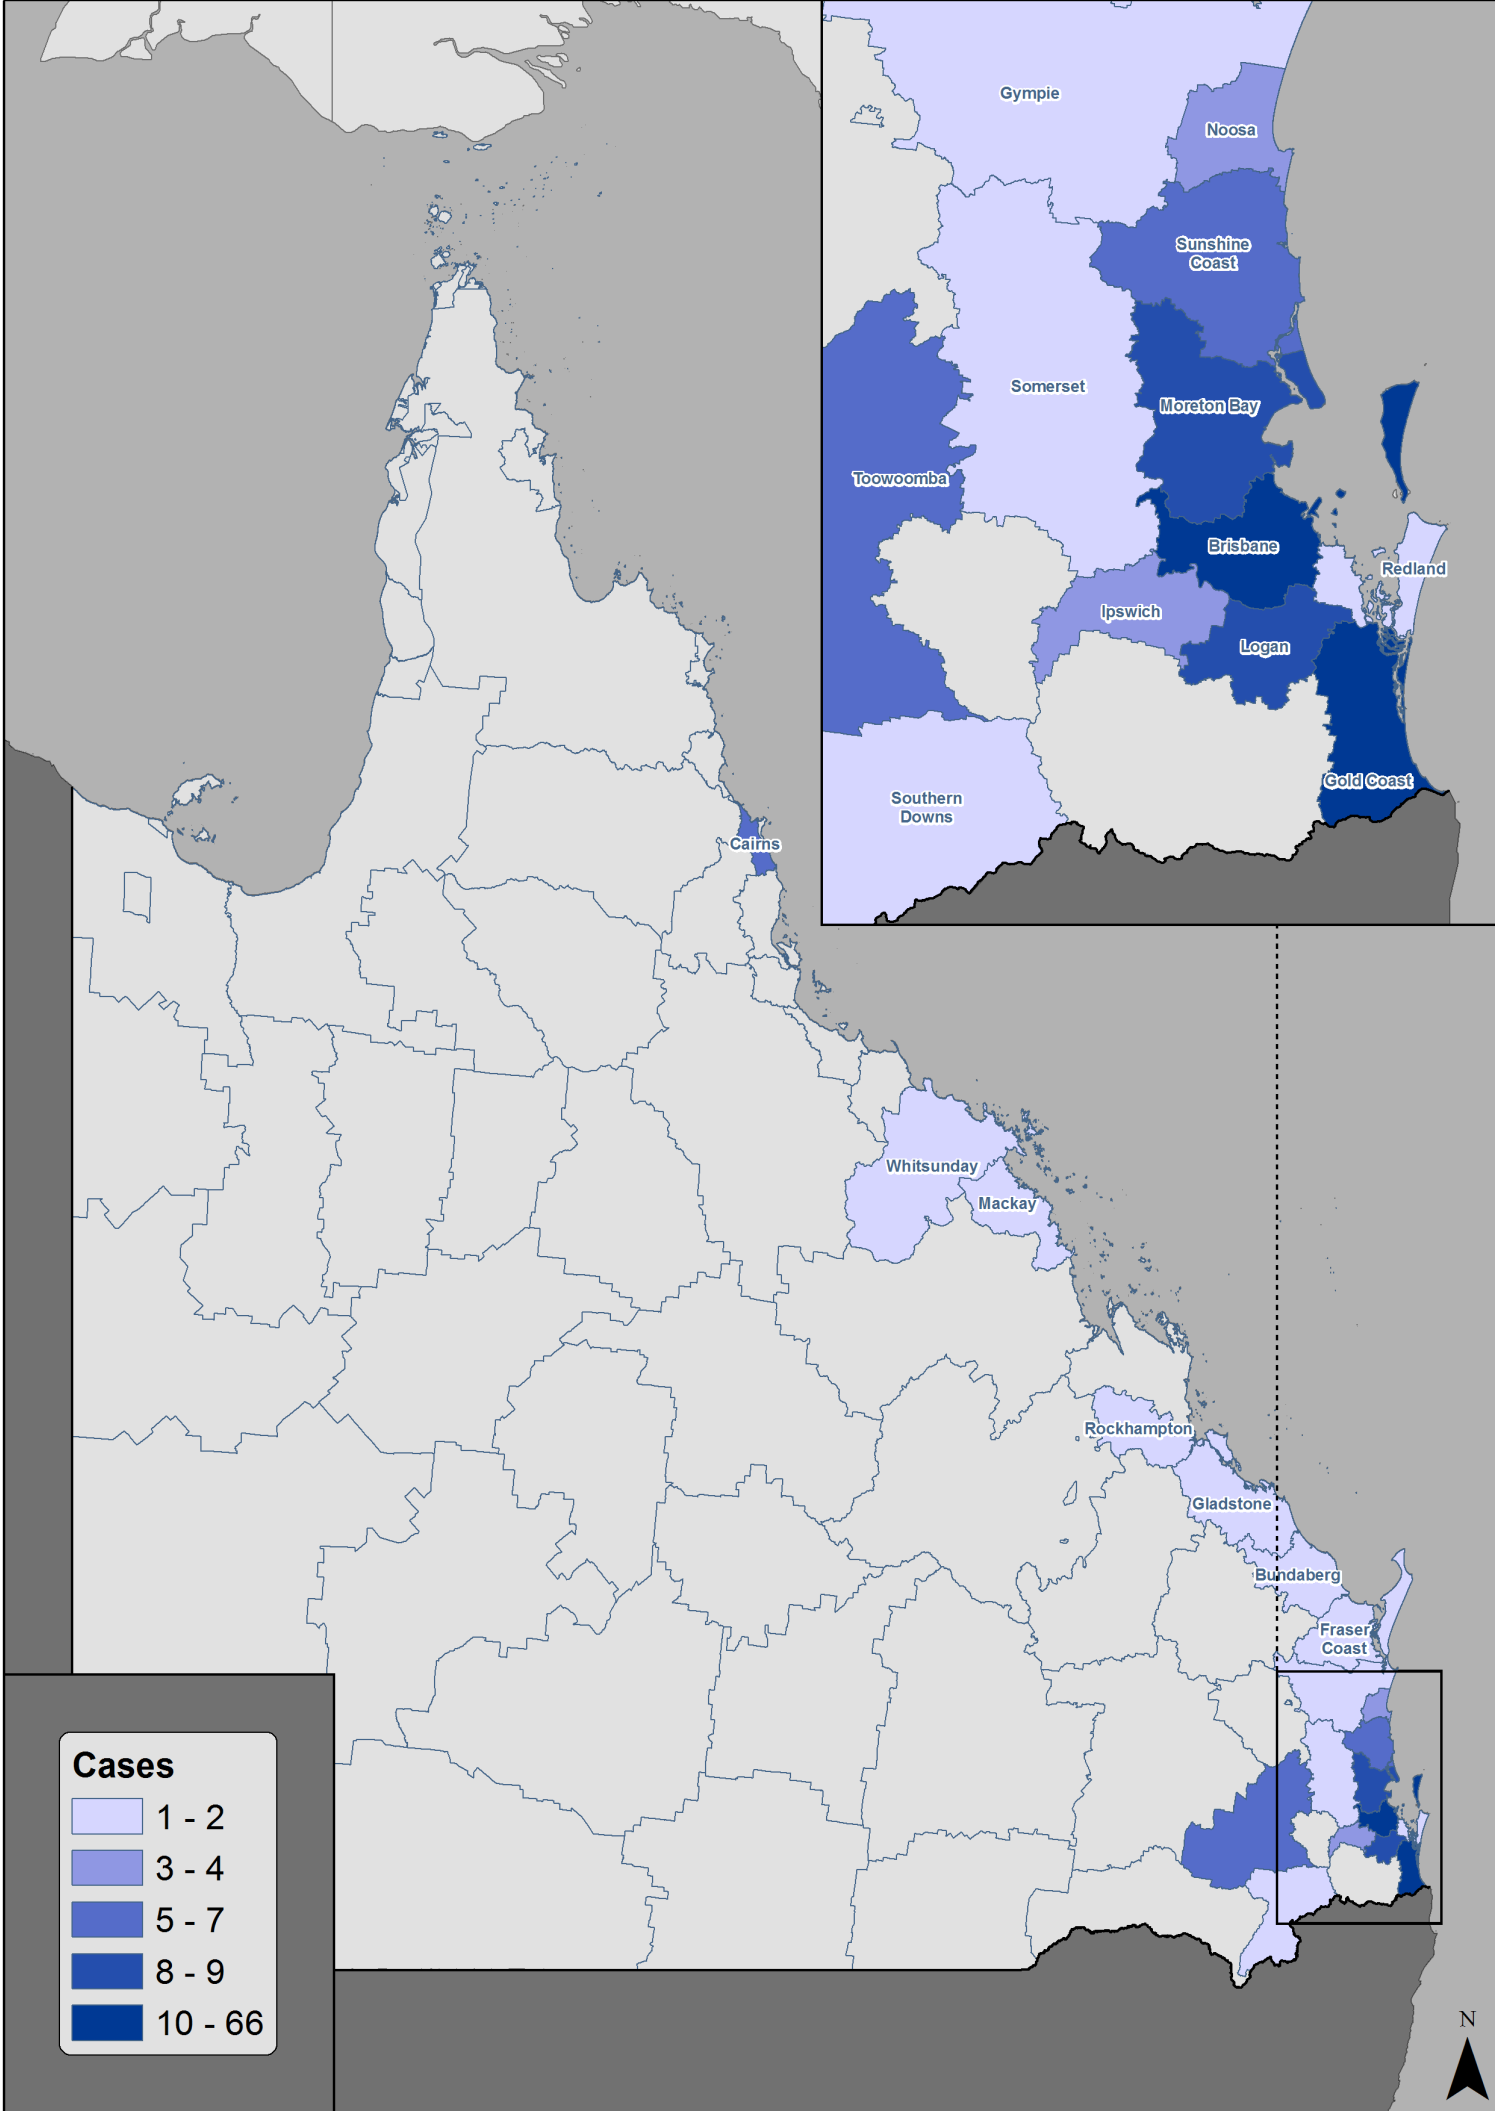 Gympie
Noosa
Sunshine
Coast
Somerset
Moreton Bay
Toowoomba
Brisbane
Redland
Ipswich
Logan
Gold Coast
Southern
Downs
Cairns
Whitsunday
Mackay
Rockhampton
Gladstone
Bundaberg
Fraser
Coast
Cases
1 - 2
3 - 4
5 - 7
8 - 9
10 - 66
N